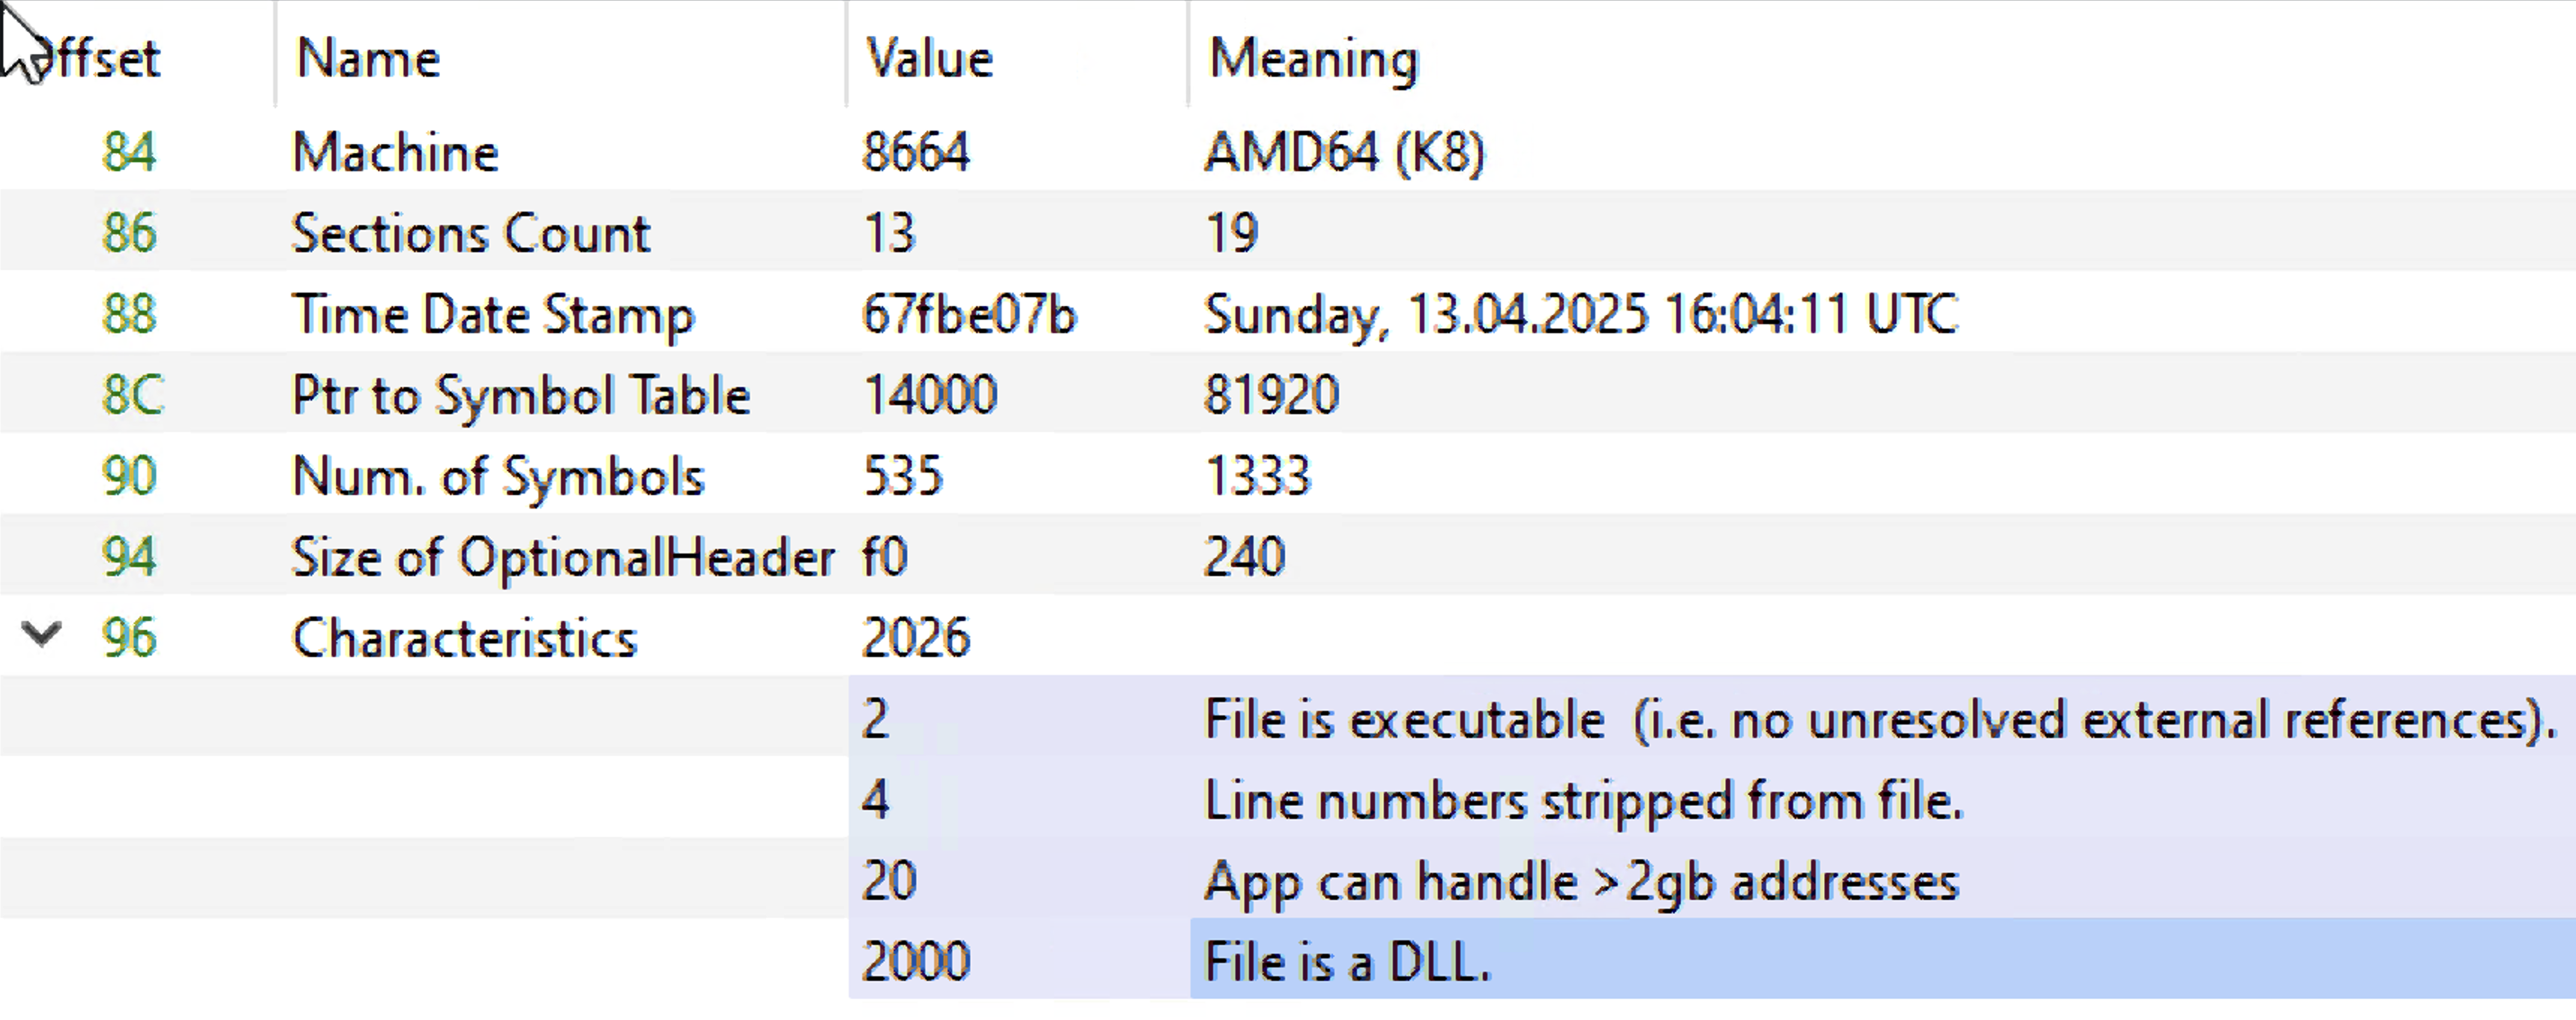 Offset Name Value Meaning
84 Machine 8664 AMD64 (K8)
86 Sections Count 13 19
88 Time Date Stamp 67fbe07b Sunday, 13.04.2025 16:04:11 UTC
8C Ptr to Symbol Table 14000 81920
90 Num. of Symbols 535 1333
94 Size of OptionalHeader f0 240
96 Characteristics 2026
2 File is executable  (i.e. no unresolved external references).
4 Line numbers stripped from file.
20 App can handle >2gb addresses
2000 File is a DLL.